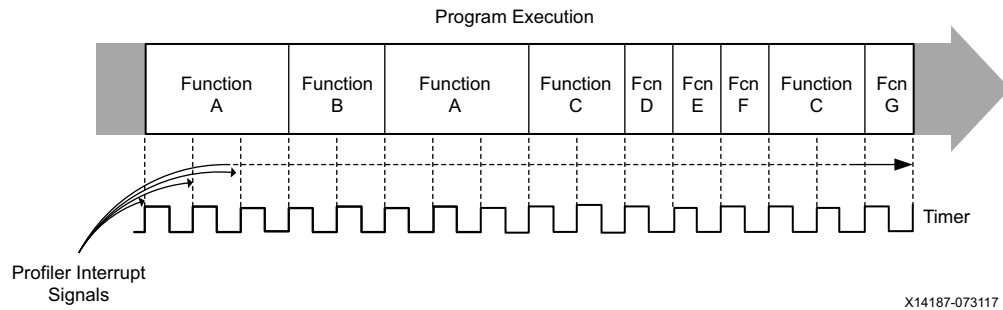 Program Execution
Function A
Function B
Function A
Function C
Fcn D
Fcn E
Fcn F
Function C
Fcn G
Timer
Profiler Interrupt
Signals
X14187-073117